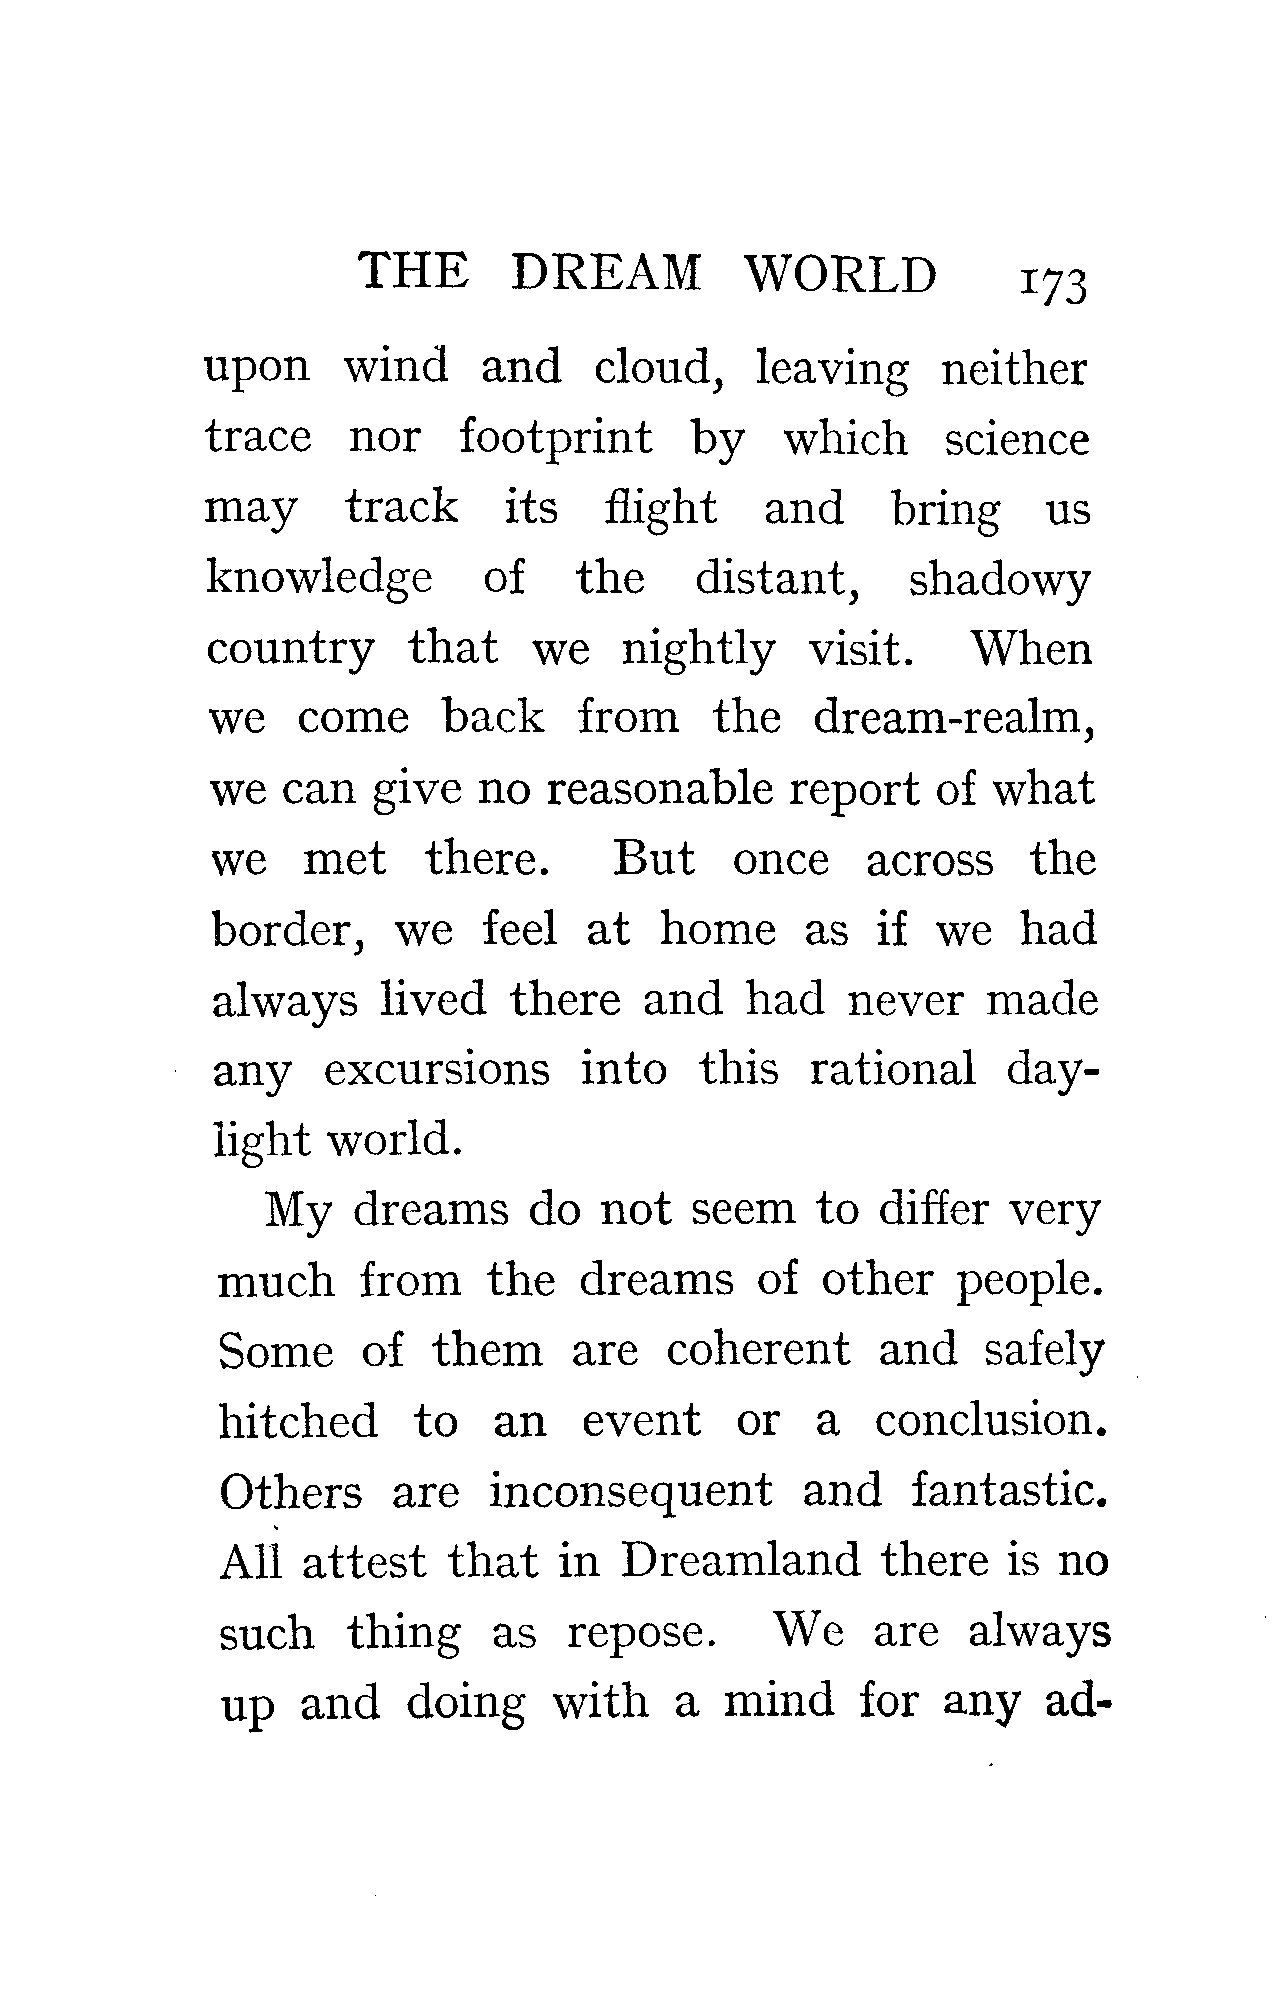 THE DREAM WORLD 173
upon wind and cloud, leaving neither
trace nor footprint by which science
may track its flight and bring us
knowledge of the distant, shadowy
country that we nightly visit. When
we come back from the dream-realm,
we can give no reasonable report of what
we met there. But once across the
border, we feel at home as if we had
always lived there and had never made
any excursions into this rational day-
light world.
My dreams do not seem to differ very
much from the dreams of other people.
Some of them are coherent and safely
hitched to an event or a conclusion.
Others are inconsequent and fantastic.
All attest that in Dreamland there is no
such thing as repose. We are always
up and doing with a mind for any ad-